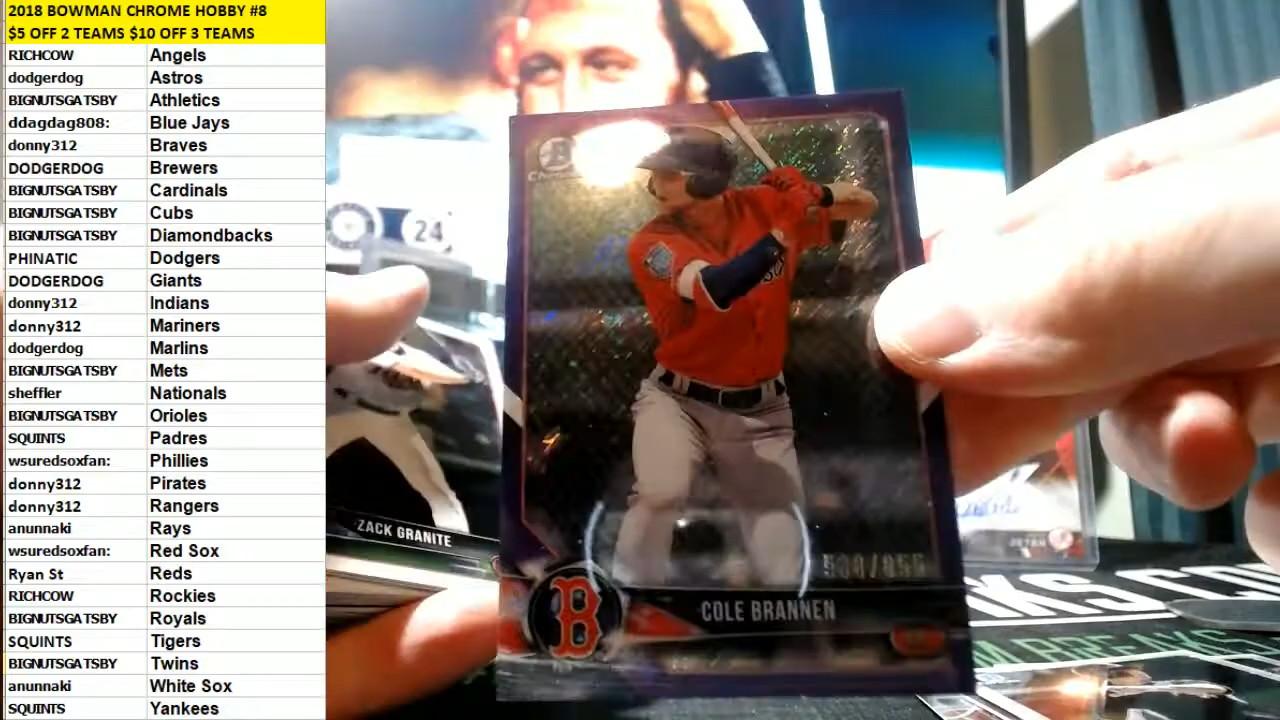 2018 BOWMAN CHROME HOBBY #8
$5 OFF 2 TEAMS $10 OFF 3 TEAMS
RICHCOW Angels
dodgerdog Astros
BIGNUTSGATSBY Athletics
ddagdag808: Blue Jays
donny312 Braves
DODGERDOG Brewers
BIGNUTSGATSBY Cardinals
BIGNUTSGATSBY Cubs
BIGNUTSGATSBY Diamondbacks
PHINATIC Dodgers
DODGERDOG Giants
donny312 Indians
donny312 Mariners
dodgerdog Marlins
BIGNUTSGATSBY Mets
sheffler Nationals
BIGNUTSGATSBY Orioles
SQUINTS Padres
wsuredsoxfan: Phillies
donny312 Pirates
donny312 Rangers
anunnaki Rays
wsuredsoxfan: Red Sox
Ryan St Reds
RICHCOW Rockies
BIGNUTSGATSBY Royals
SQUINTS Tigers
BIGNUTSGATSBY Twins
anunnaki White Sox
SQUINTS Yankees
24
ZACK GRANITE
B
COLE BRANNEN
BREAKS